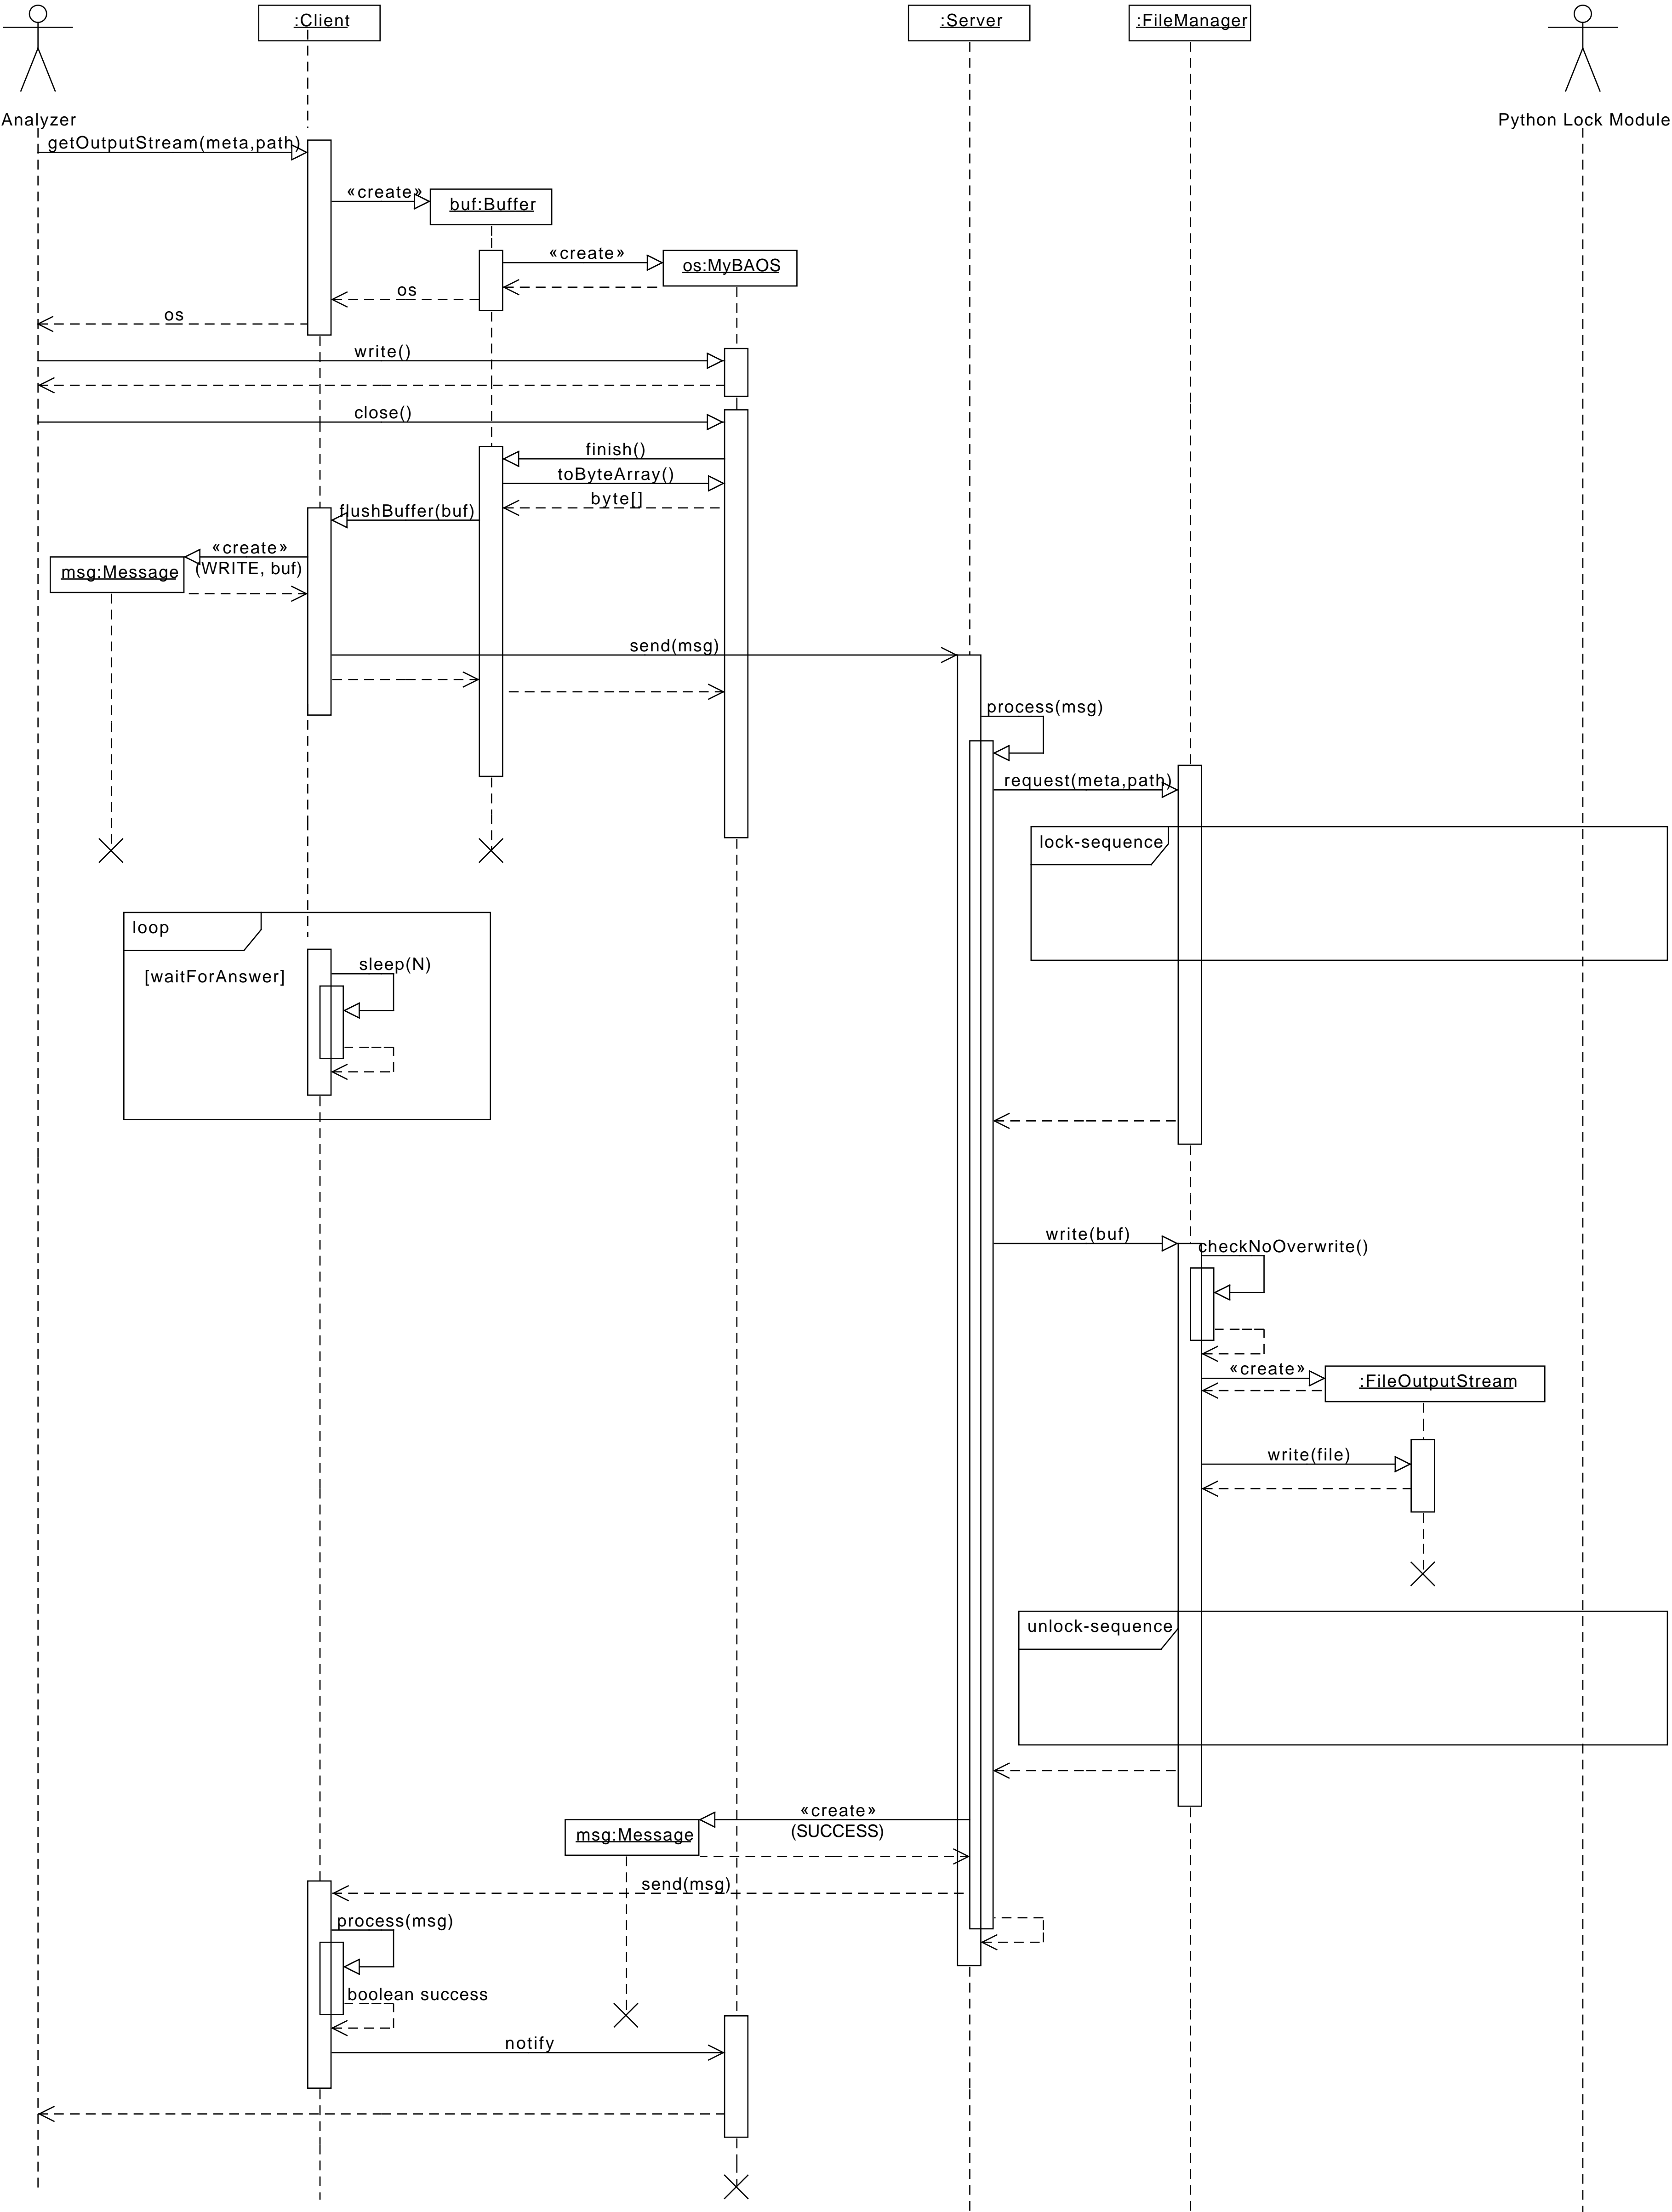 :Client
:Server
:FileManager
Analyzer
Python Lock Module
getOutputStream(meta,path)
«create»
buf:Buffer
«create»
os:MyBAOS
os
os
write()
close()
finish()
toByteArray()
byte[]
flushBuffer(buf)
«create»
(WRITE, buf)
msg:Message
send(msg)
process(msg)
request(meta,path)
lock-sequence
loop
sleep(N)
[waitForAnswer]
write(buf)
checkNoOverwrite()
«create»
:FileOutputStream
write(file)
unlock-sequence
«create»
(SUCCESS)
msg:Message
send(msg)
process(msg)
boolean success
notify